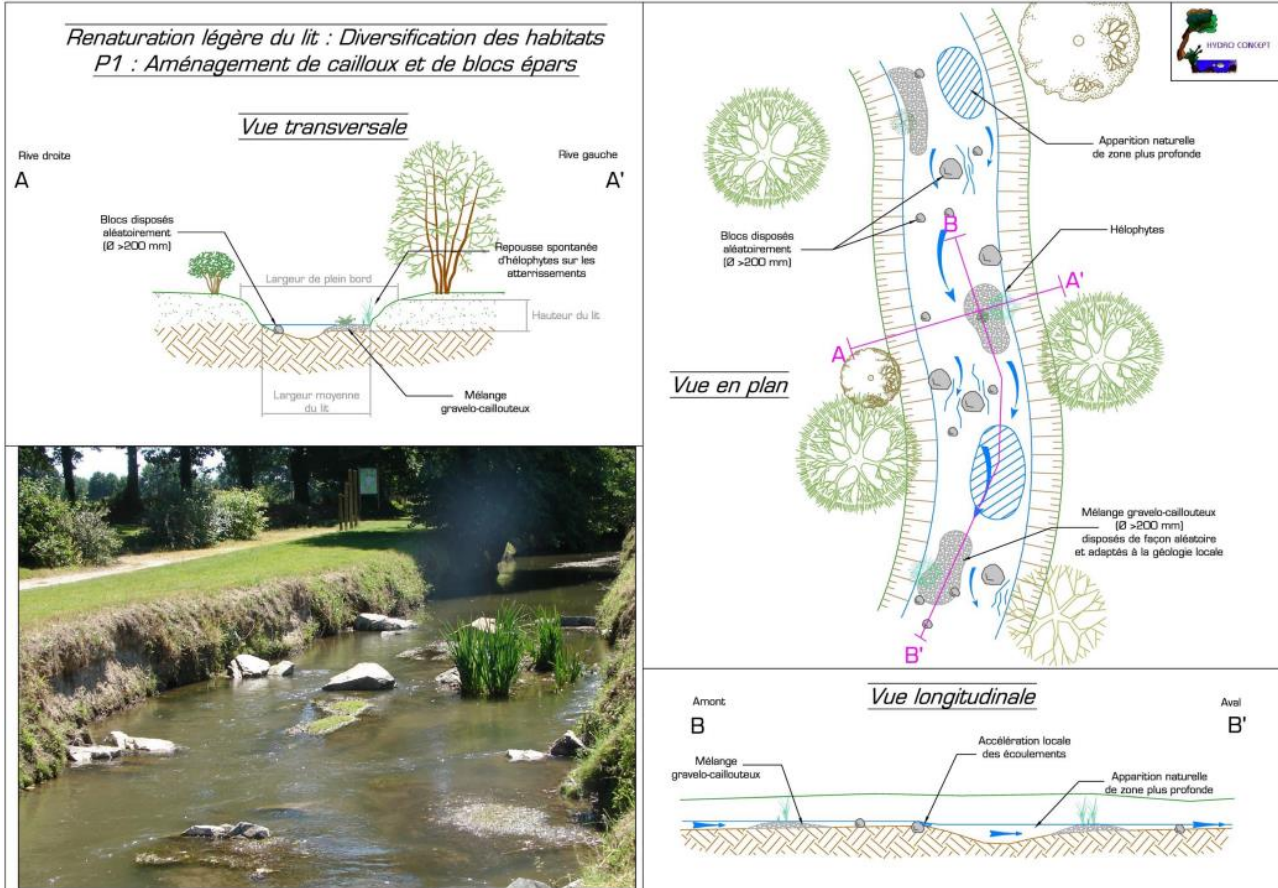 Renaturation légère du lit : Diversification des habitats
P1 : Aménagement de cailloux et de blocs épars
Vue transversale
Rive droite
A
Rive gauche
A'
Blocs disposés
aléatoirement
(Ø >200 mm)
Largeur de plein bord
Repousse spontanée
d'hélophytes sur les
atterrissements
Hauteur du lit
Largeur moyenne
du lit
Mélange
gravelo-caillouteux
HYDRO CONCEPT
Apparition naturelle
de zone plus profonde
Blocs disposés
aléatoirement
(Ø >200 mm)
B
Hélophytes
A'
A
Vue en plan
Mélange gravelo-caillouteux
(Ø >200 mm)
disposés de façon aléatoire
et adaptés à la géologie locale
B'
Vue longitudinale
Amont
B
Aval
B'
Mélange
gravelo-caillouteux
Accélération locale
des écoulements
Apparition naturelle
de zone plus profonde